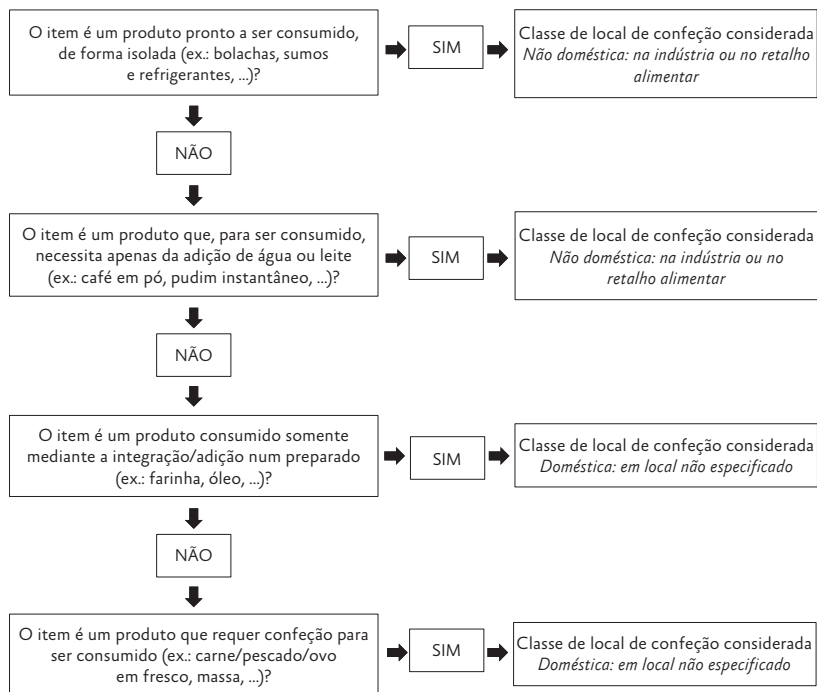 O item é um produto pronto a ser consumido,
de forma isolada (ex.: bolachas, sumos
e refrigerantes, ...)?
SIM
Classe de local de confeção considerada
Não doméstica: na indústria ou no retalho
alimentar
NÃO
O item é um produto que, para ser consumido,
necessita apenas da adição de água ou leite
(ex.: café em pó, pudim instantâneo, ...)?
SIM
Classe de local de confeção considerada
Não doméstica: na indústria ou no
retalho alimentar
NÃO
O item é um produto consumido somente
mediante a integração/adição num preparado
(ex.: farinha, óleo, ...)?
SIM
Classe de local de confeção considerada
Doméstica: em local não especificado
NÃO
O item é um produto que requer confeção para
ser consumido (ex.: carne/pescado/ovo
em fresco, massa, ...)?
SIM
Classe de local de confeção considerada
Doméstica: em local não especificado